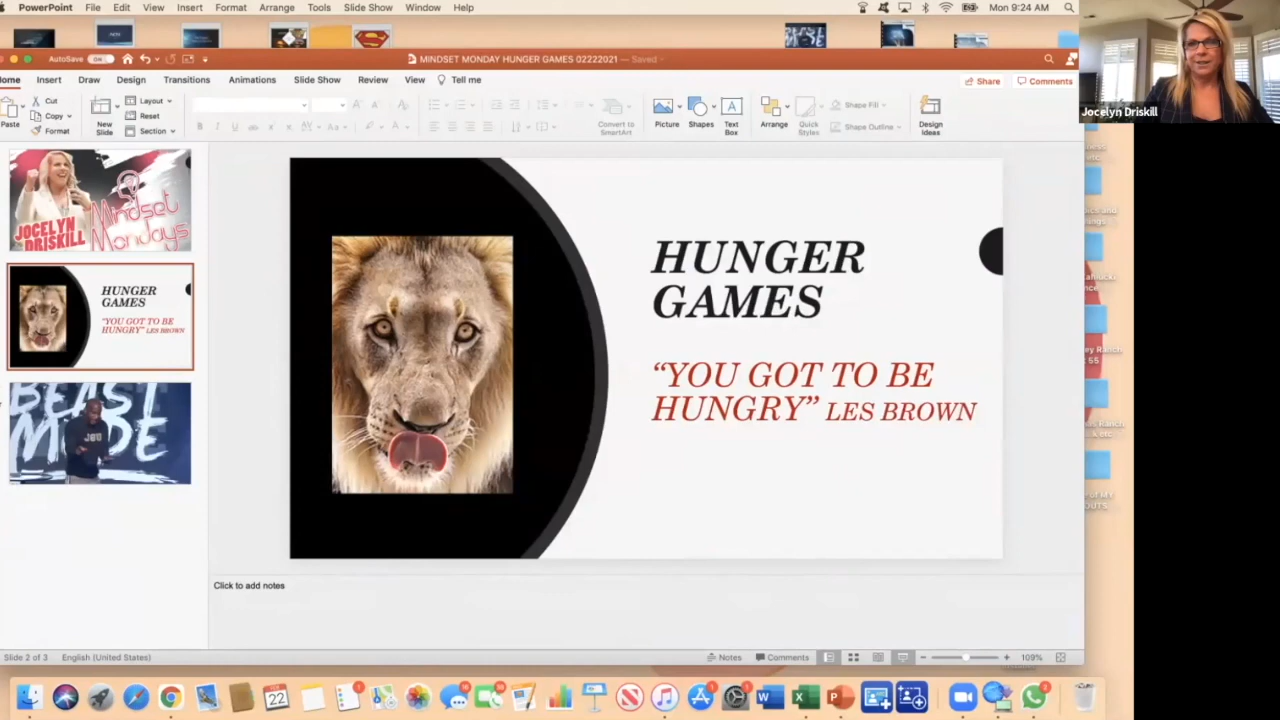 PowerPoint File Edit View Insert Format Arrange Tools Slide Show Window Help Mon 9:24 AM
AutoSave MINDSET MONDAY HUNGER GAMES 02222021 — Saved
Home Insert Draw Design Transitions Animations Slide Show Review View Tell me Share Comments
Paste Cut Copy Format
New Slide
Layout
Reset
Section
Convert to SmartArt
Picture Shapes Text Box
Arrange Quick Styles
Shape Fill
Shape Outline
Design Ideas
Jocelyn Driskill
JOCELYN DRISKILL
Mindset Mondays
HUNGER
GAMES
"YOU GOT TO BE
HUNGRY" LES BROWN
BEAST
MODE
HUNGER
GAMES
“YOU GOT TO BE
HUNGRY” LES BROWN
Click to add notes
Slide 2 of 3 English (United States) Notes Comments 109%
FEB 22